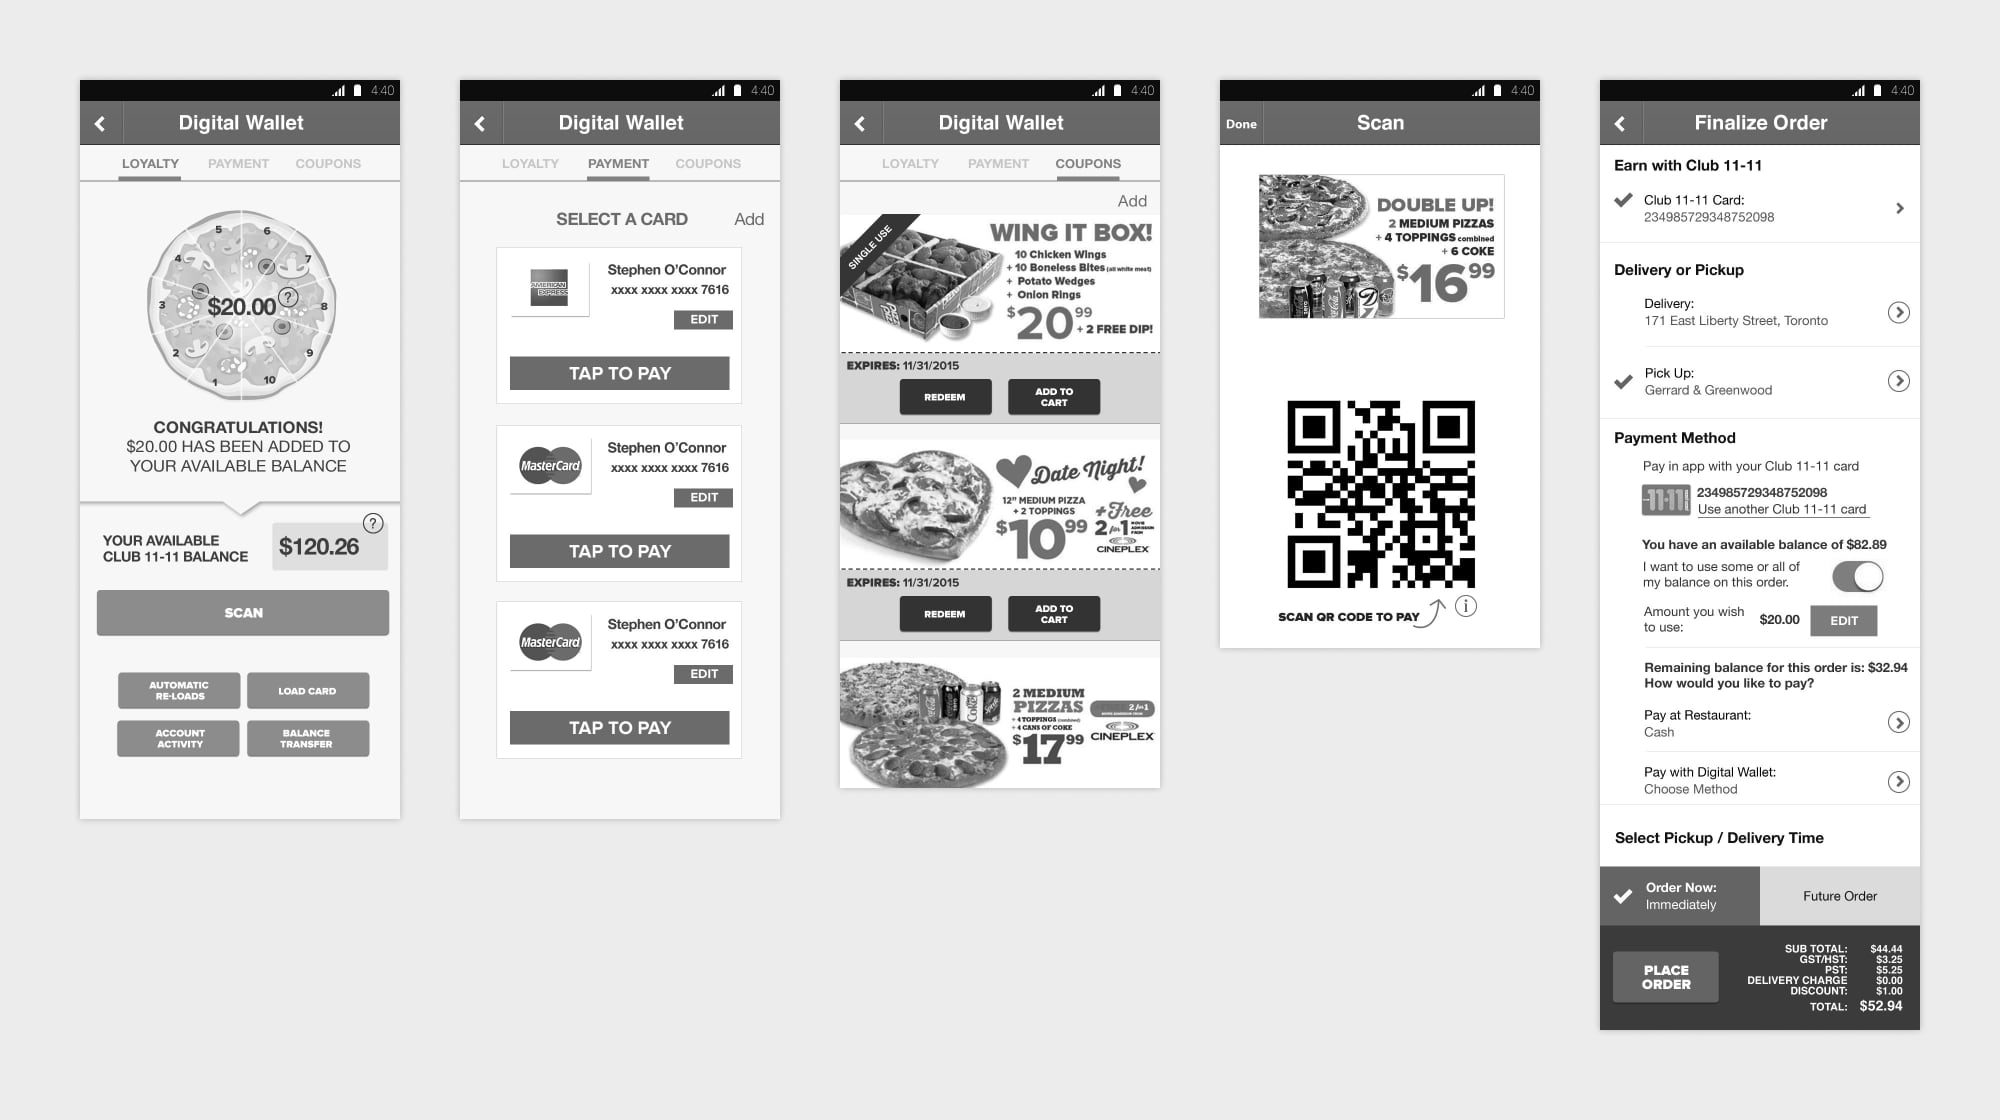 4:40
Digital Wallet
LOYALTY PAYMENT COUPONS
5 6
4 7
3 $20.00 ? 8
2 9
1 10
CONGRATULATIONS!
$20.00 HAS BEEN ADDED TO
YOUR AVAILABLE BALANCE
YOUR AVAILABLE
CLUB 11-11 BALANCE
$120.26 ?
SCAN
AUTOMATIC
RE-LOADS
LOAD CARD
ACCOUNT
ACTIVITY
BALANCE
TRANSFER
4:40
Digital Wallet
LOYALTY PAYMENT COUPONS
SELECT A CARD Add
AMERICAN
EXPRESS
Stephen O'Connor
xxxx xxxx xxxx 7616
EDIT
TAP TO PAY
MasterCard
Stephen O'Connor
xxxx xxxx xxxx 7616
EDIT
TAP TO PAY
MasterCard
Stephen O'Connor
xxxx xxxx xxxx 7616
EDIT
TAP TO PAY
4:40
Digital Wallet
LOYALTY PAYMENT COUPONS
Add
SINGLE USE
WING IT BOX!
10 Chicken Wings
+ 10 Boneless Bites (all white meat)
+ Potato Wedges
+ Onion Rings
$20.99 + 2 FREE DIP!
EXPIRES: 11/31/2015
REDEEM
ADD TO
CART
Date Night!
12" MEDIUM PIZZA
+ 2 TOPPINGS
$10.99
+Free
2 for 1 MOVIE ADMISSION FROM
CINEPLEX
EXPIRES: 11/31/2015
REDEEM
ADD TO
CART
2 MEDIUM
PIZZAS
+ 4 TOPPINGS (combined)
+ 4 CANS OF COKE
$17.99
2 for 1
CINEPLEX
4:40
Done Scan
DOUBLE UP!
2 MEDIUM PIZZAS
+ 4 TOPPINGS combined
+ 6 COKE
$16.99
SCAN QR CODE TO PAY i
4:40
Finalize Order
Earn with Club 11-11
Club 11-11 Card:
234985729348752098
Delivery or Pickup
Delivery:
171 East Liberty Street, Toronto
Pick Up:
Gerrard & Greenwood
Payment Method
Pay in app with your Club 11-11 card
11-11
234985729348752098
Use another Club 11-11 card
You have an available balance of $82.89
I want to use some or all of
my balance on this order.
Amount you wish
to use:
$20.00 EDIT
Remaining balance for this order is: $32.94
How would you like to pay?
Pay at Restaurant:
Cash
Pay with Digital Wallet:
Choose Method
Select Pickup / Delivery Time
Order Now:
Immediately
Future Order
PLACE
ORDER
SUB TOTAL: $44.44
GST/HST: $3.25
PST: $5.25
DELIVERY CHARGE $0.00
DISCOUNT: $1.00
TOTAL: $52.94